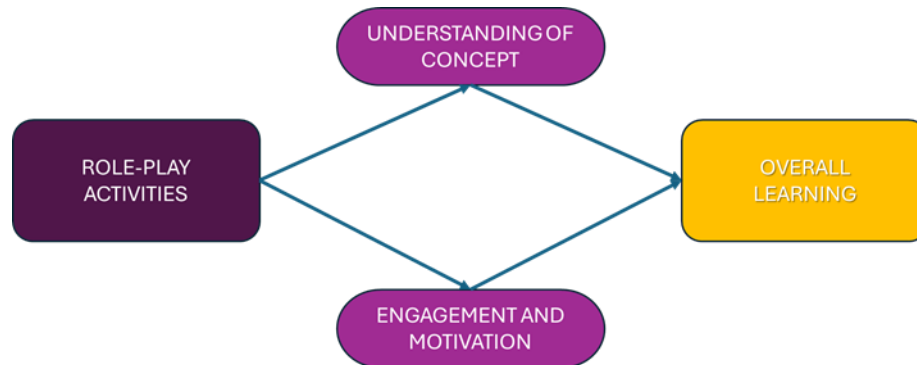 UNDERSTANDING OF
CONCEPT
ROLE-PLAY
ACTIVITIES
OVERALL
LEARNING
ENGAGEMENT AND
MOTIVATION